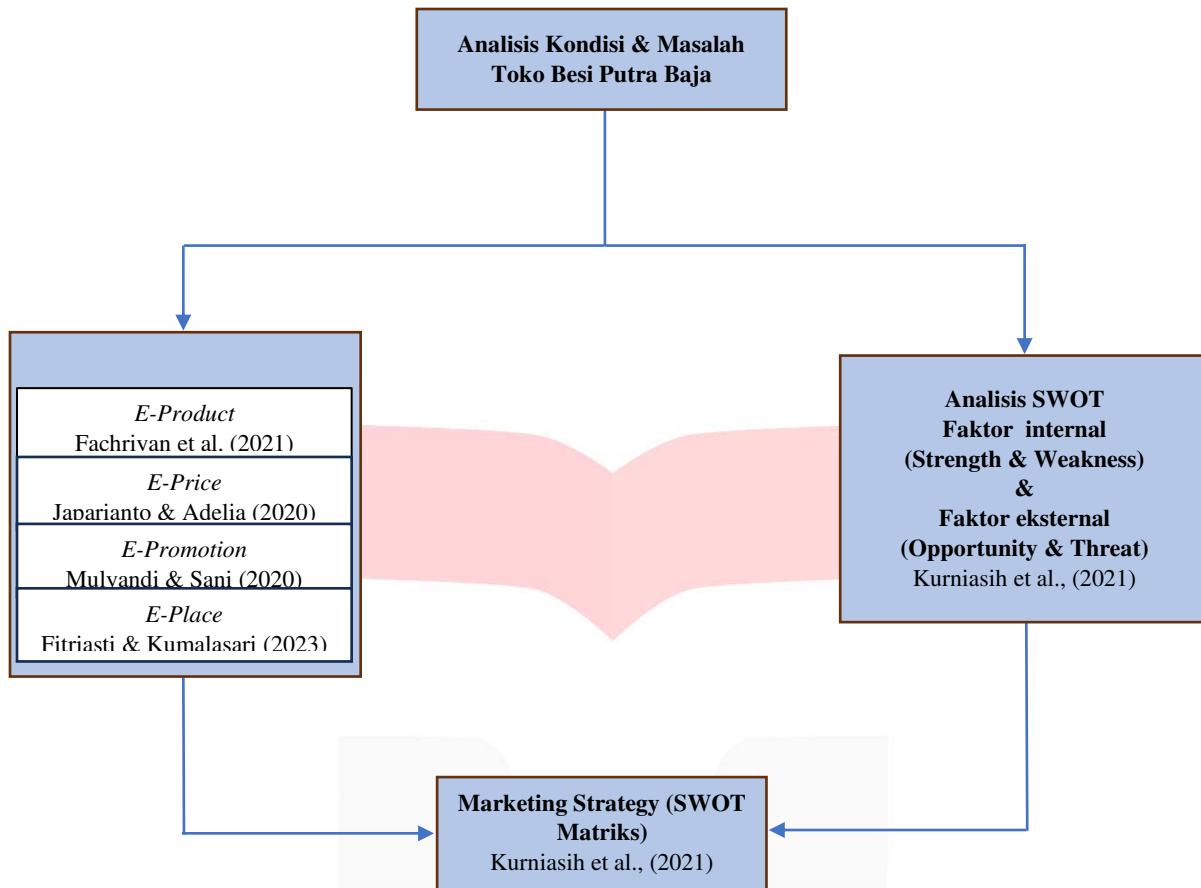 Analisis Kondisi & Masalah
Toko Besi Putra Baja
E-Product
Fachrivan et al. (2021)
E-Price
Japarianto & Adelia (2020)
E-Promotion
Mulyandi & Sani (2020)
E-Place
Fitriasti & Kumalasari (2023)
Analisis SWOT
Faktor internal
(Strength & Weakness)
&
Faktor eksternal
(Opportunity & Threat)
Kurniasih et al., (2021)
Marketing Strategy (SWOT
Matriks)
Kurniasih et al., (2021)